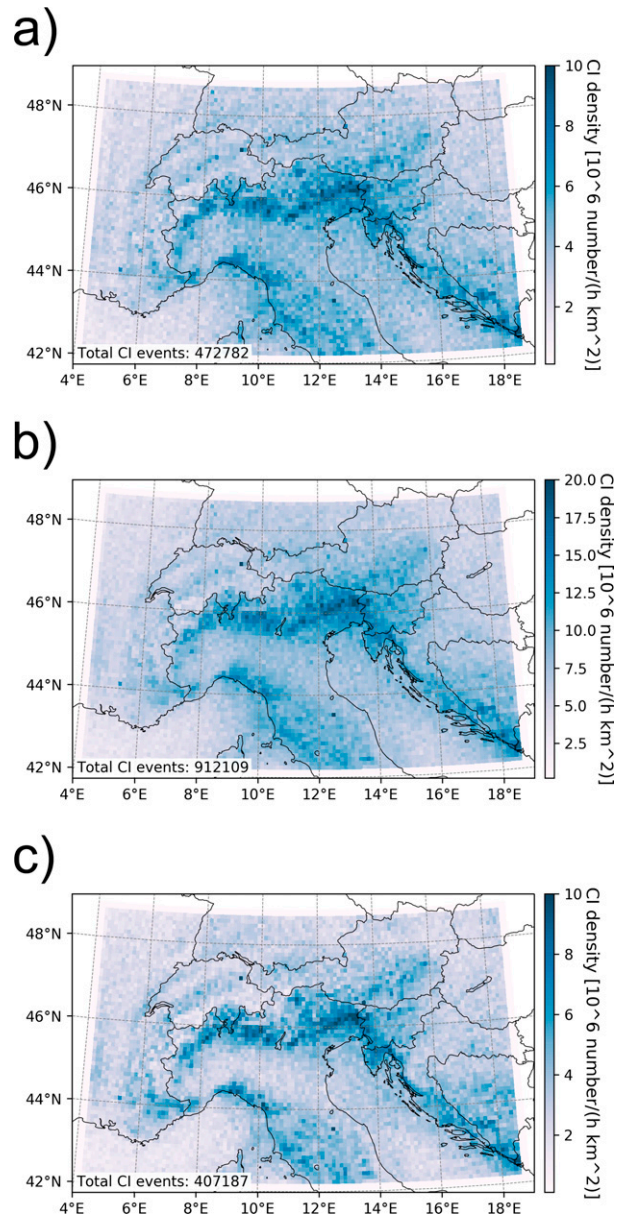 a)
48°N
46°N
44°N
42°N
4°E 6°E 8°E 10°E 12°E 14°E 16°E 18°E
Total CI events: 472782
10
8
6
4
2
CI density [10^6 number/(h km^2)]
b)
48°N
46°N
44°N
42°N
4°E 6°E 8°E 10°E 12°E 14°E 16°E 18°E
Total CI events: 912109
20.0
17.5
15.0
12.5
10.0
7.5
5.0
2.5
CI density [10^6 number/(h km^2)]
c)
48°N
46°N
44°N
42°N
4°E 6°E 8°E 10°E 12°E 14°E 16°E 18°E
Total CI events: 407187
10
8
6
4
2
CI density [10^6 number/(h km^2)]